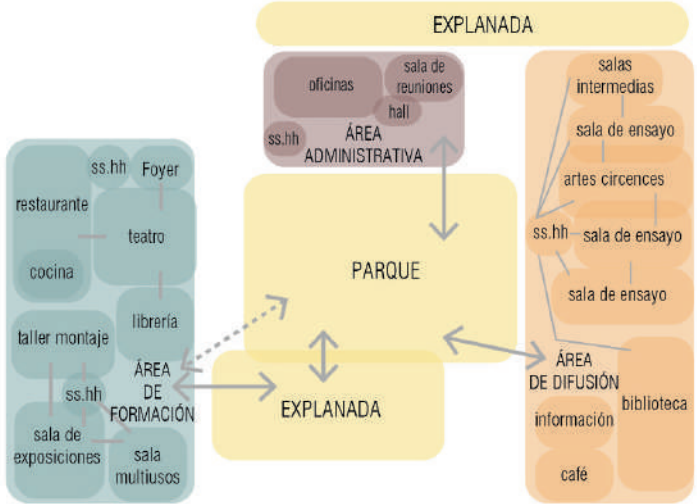 EXPLANADA
oficinas
sala de
reuniones
hall
ss.hh
ÁREA
ADMINISTRATIVA
ss.hh
Foyer
restaurante
teatro
cocina
librería
taller montaje
ÁREA
DE
FORMACIÓN
ss.hh
sala de
exposiciones
sala
multiusos
PARQUE
EXPLANADA
salas
intermedias
sala de ensayo
artes circences
ss.hh
sala de ensayo
sala de ensayo
ÁREA
DE DIFUSIÓN
biblioteca
información
café